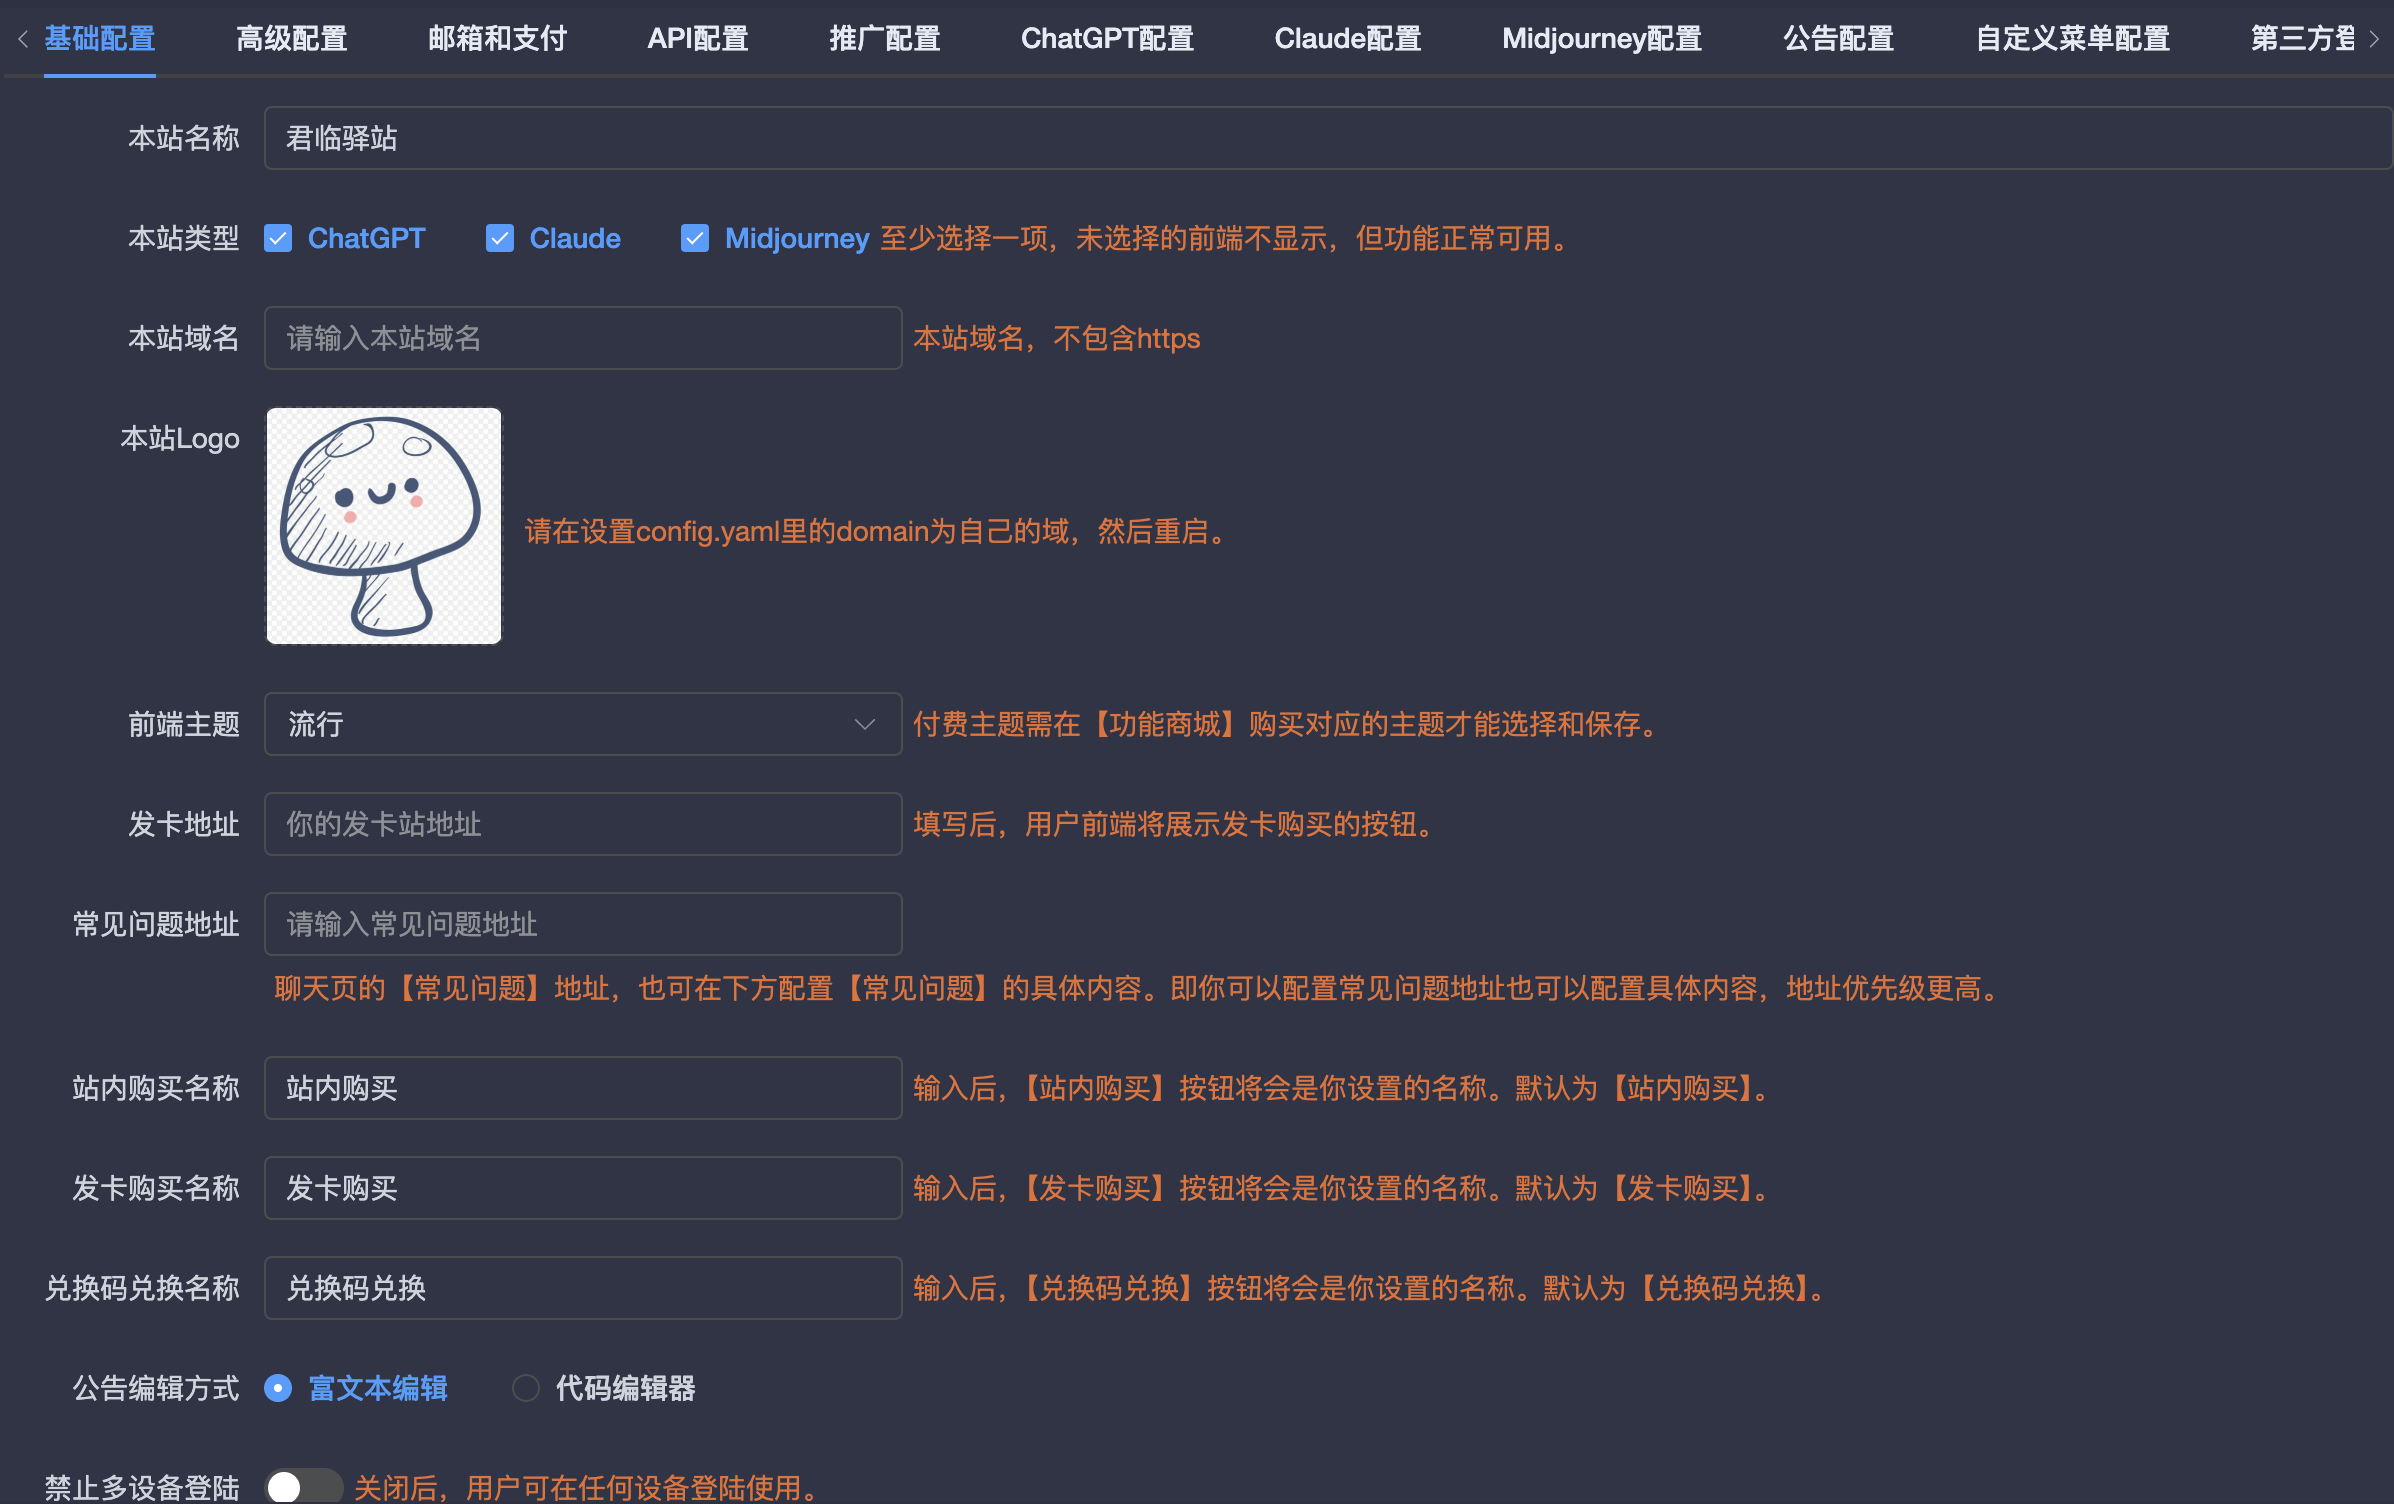 基础配置 高级配置 邮箱和支付 API配置 推广配置 ChatGPT配置 Claude配置 Midjourney配置 公告配置 自定义菜单配置 第三方登
本站名称 君临驿站
本站类型 ChatGPT Claude Midjourney 至少选择一项，未选择的前端不显示，但功能正常可用。
本站域名 请输入本站域名 本站域名，不包含https
本站Logo
请在设置config.yaml里的domain为自己的域，然后重启。
前端主题 流行 付费主题需在【功能商城】购买对应的主题才能选择和保存。
发卡地址 你的发卡站地址 填写后，用户前端将展示发卡购买的按钮。
常见问题地址 请输入常见问题地址
聊天页的【常见问题】地址，也可在下方配置【常见问题】的具体内容。即你可以配置常见问题地址也可以配置具体内容，地址优先级更高。
站内购买名称 站内购买 输入后，【站内购买】按钮将会是你设置的名称。默认为【站内购买】。
发卡购买名称 发卡购买 输入后，【发卡购买】按钮将会是你设置的名称。默认为【发卡购买】。
兑换码兑换名称 兑换码兑换 输入后，【兑换码兑换】按钮将会是你设置的名称。默认为【兑换码兑换】。
公告编辑方式 富文本编辑 代码编辑器
禁止多设备登陆 关闭后，用户可在任何设备登陆使用。